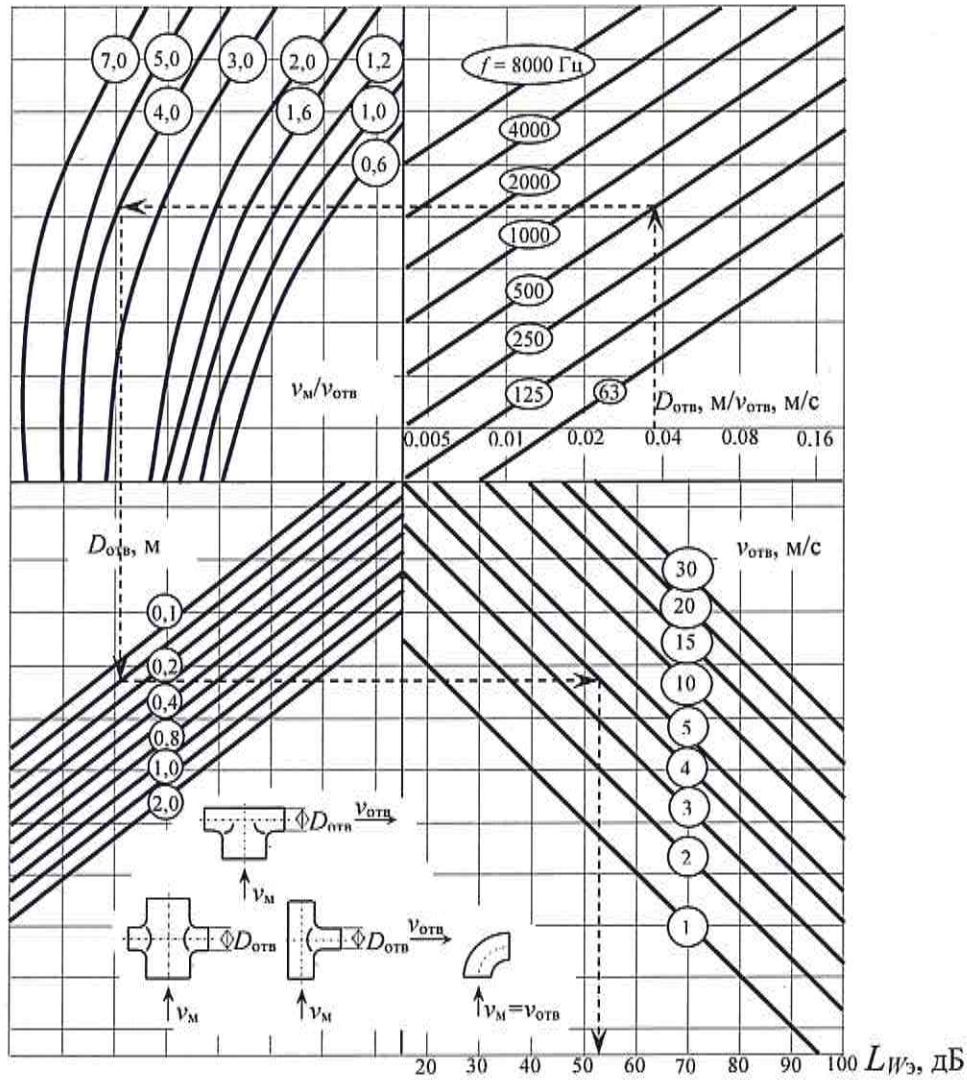 7,0 5,0 3,0 2,0 1,2 f = 8000 Гц
4,0 1,6 1,0 4000
0,6 2000
1000
500
250
vм/vотв 125 63 Dотв, м/vотв, м/с
0.005 0.01 0.02 0.04 0.08 0.16
Dотв, м vотв, м/с
30
0,1 20
15
0,2 10
0,4 5
0,8 4
1,0 3
2,0
Dотв vотв 2
vм
1
Dотв Dотв vотв
vм vм vм=vотв
20 30 40 50 60 70 80 90 100 LWэ, дБ